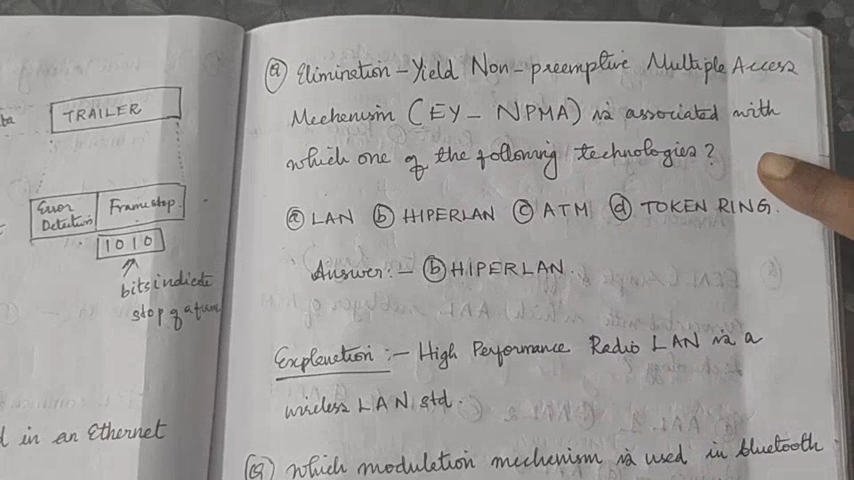 TRAILER
Error
Detection
Frame stop.
1010
bits indicate
stop of a
in an Ethernet
(Q) Elimination - Yield Non-preemptive Multiple Access
Mechenism (EY - NPMA) is associated with
which one of the following technologies?
(a) LAN (b) HIPERLAN (c) ATM (d) TOKEN RING.
Answer:- (b) HIPERLAN.
Explenation :- High Performance Radio LAN is a
wireless LAN std.
(Q) which modulation mechanism is used in bluetooth